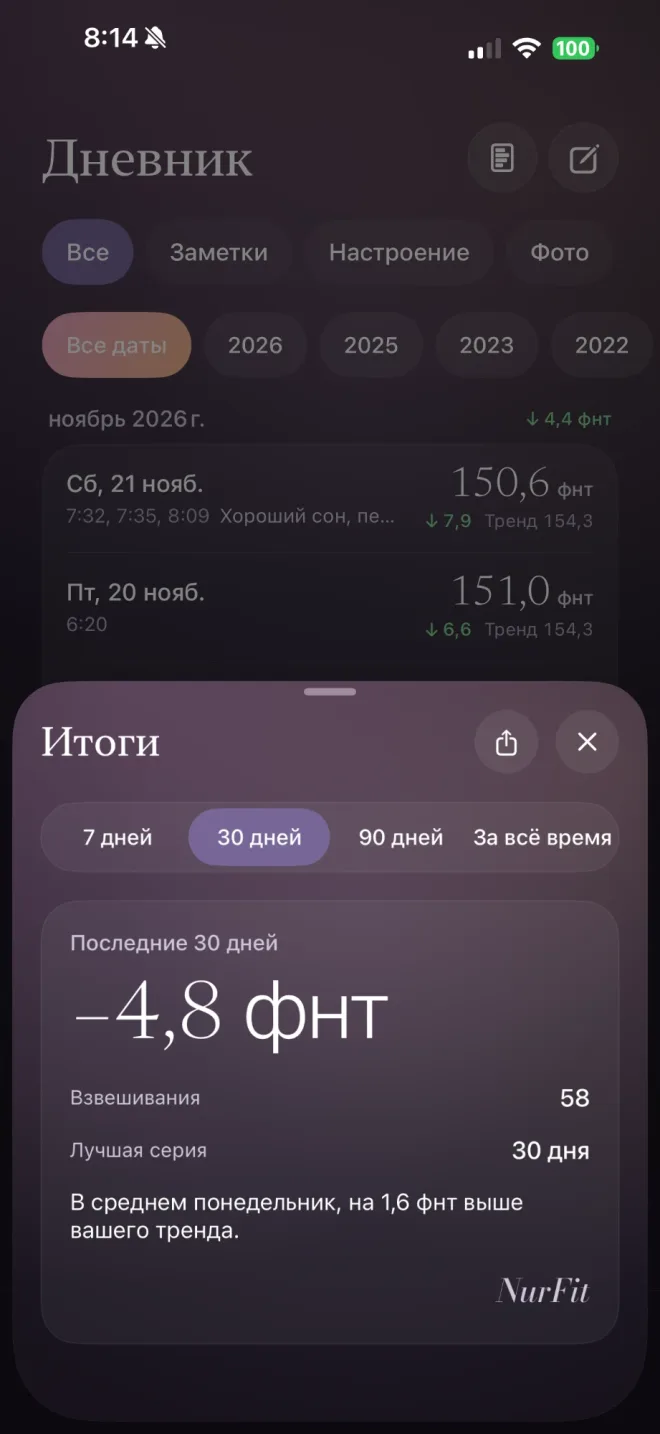 8:14
100
Дневник
Все
Заметки
Настроение
Фото
Все даты
2026
2025
2023
2022
ноябрь 2026 г.
↓ 4,4 фнт
Сб, 21 нояб.
150,6 фнт
7:32, 7:35, 8:09 Хороший сон, пе...
↓ 7,9 Тренд 154,3
Пт, 20 нояб.
151,0 фнт
6:20
↓ 6,6 Тренд 154,3
Итоги
7 дней
30 дней
90 дней
За всё время
Последние 30 дней
−4,8 фнт
Взвешивания
58
Лучшая серия
30 дня
В среднем понедельник, на 1,6 фнт выше
вашего тренда.
NurFit